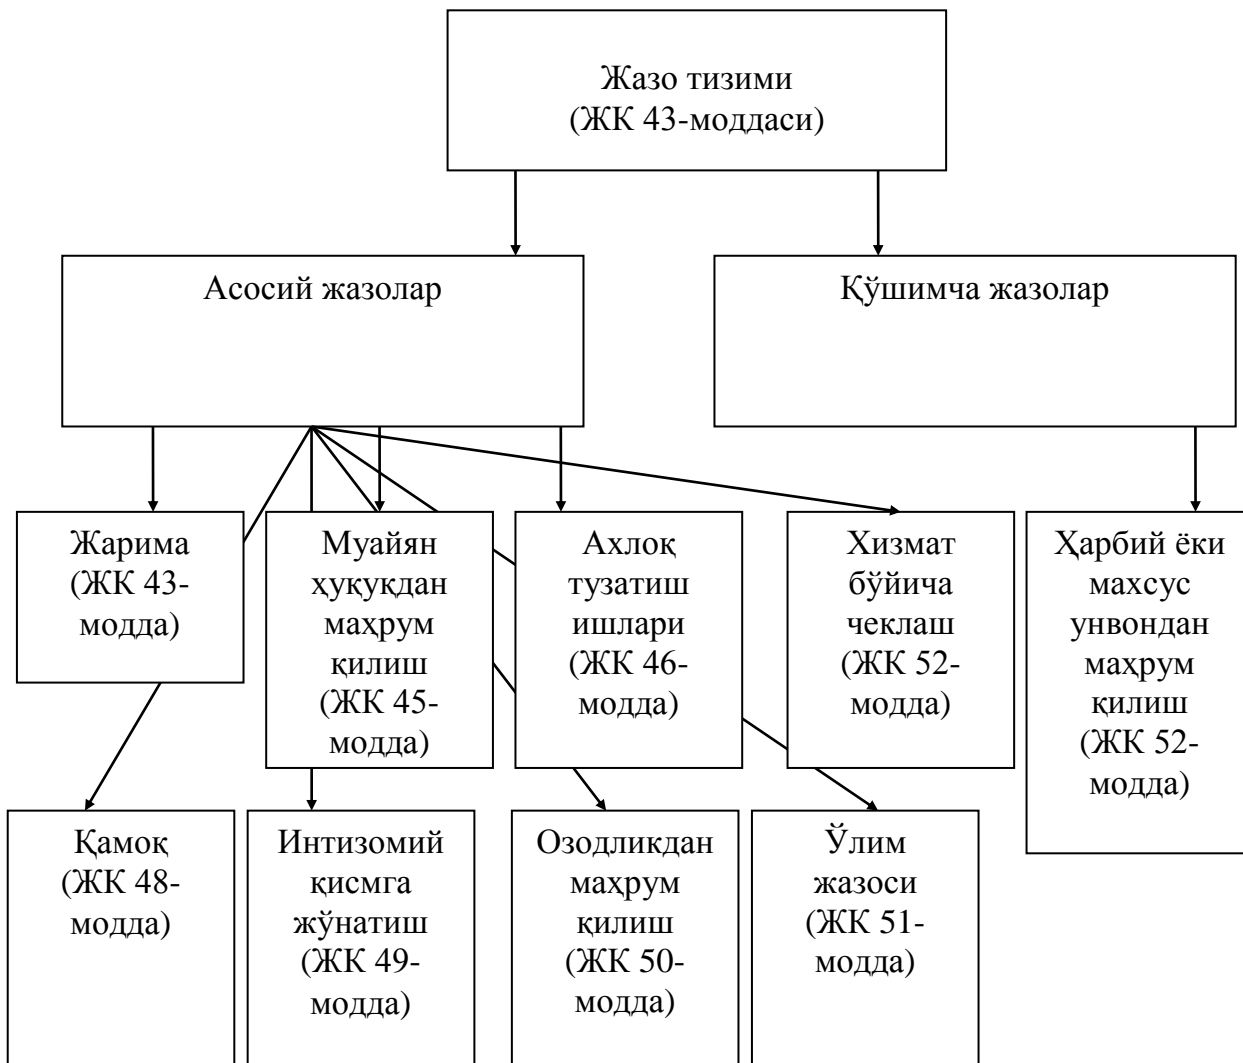 Жазо тизими
(ЖК 43-моддаси)
Асосий жазолар
Қўшимча жазолар
Жарима
(ЖК 43-
модда)
Муайян
ҳуқуқдан
маҳрум
қилиш
(ЖК 45-
модда)
Ахлоқ
тузатиш
ишлари
(ЖК 46-
модда)
Хизмат
бўйича
чеклаш
(ЖК 52-
модда)
Ҳарбий ёки
махсус
унвондан
маҳрум
қилиш
(ЖК 52-
модда)
Қамоқ
(ЖК 48-
модда)
Интизомий
қисмга
жўнатиш
(ЖК 49-
модда)
Озодликдан
маҳрум
қилиш
(ЖК 50-
модда)
Ўлим
жазоси
(ЖК 51-
модда)